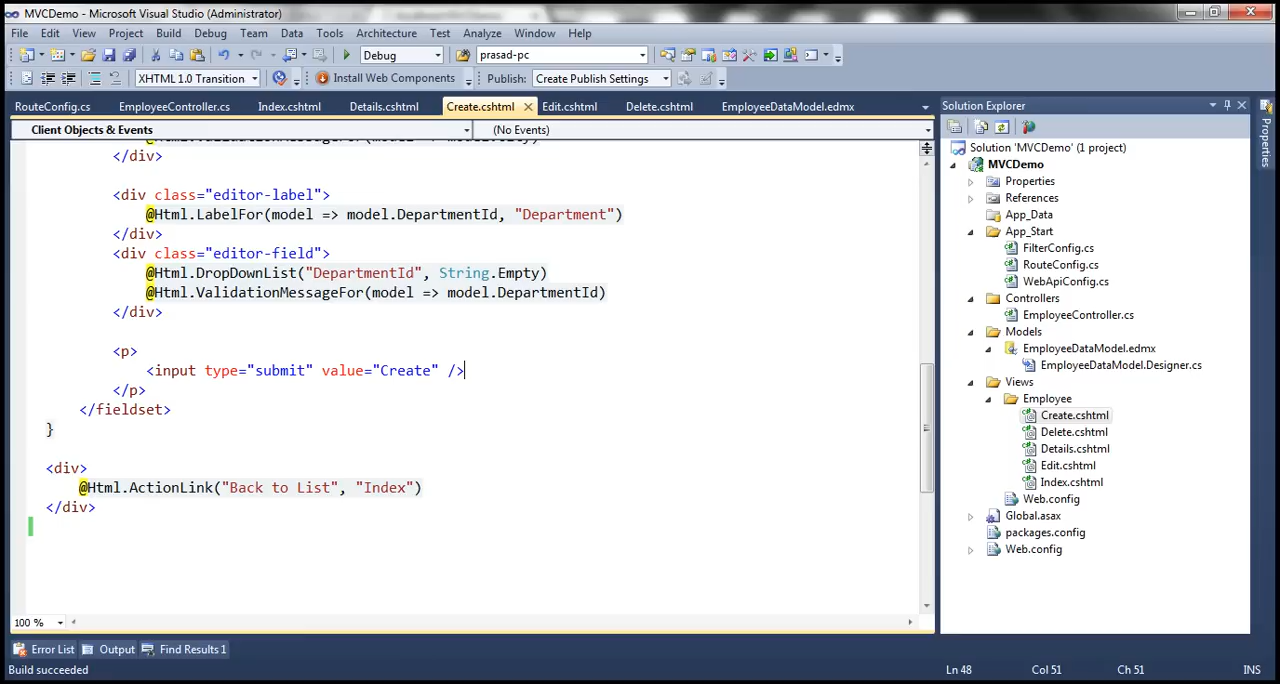 MVCDemo - Microsoft Visual Studio (Administrator)
File Edit View Project Build Debug Team Data Tools Architecture Test Analyze Window Help
Debug prasad-pc
XHTML 1.0 Transition Install Web Components Publish: Create Publish Settings
RouteConfig.cs EmployeeController.cs Index.cshtml Details.cshtml Create.cshtml Edit.cshtml Delete.cshtml EmployeeDataModel.edmx
Client Objects & Events (No Events)
</div>
<div class="editor-label">
@Html.LabelFor(model => model.DepartmentId, "Department")
</div>
<div class="editor-field">
@Html.DropDownList("DepartmentId", String.Empty)
@Html.ValidationMessageFor(model => model.DepartmentId)
</div>
<p>
<input type="submit" value="Create" />
</p>
</fieldset>
}
<div>
@Html.ActionLink("Back to List", "Index")
</div>
100 %
Solution Explorer
Solution 'MVCDemo' (1 project)
MVCDemo
Properties
References
App_Data
App_Start
FilterConfig.cs
RouteConfig.cs
WebApiConfig.cs
Controllers
EmployeeController.cs
Models
EmployeeDataModel.edmx
EmployeeDataModel.Designer.cs
Views
Employee
Create.cshtml
Delete.cshtml
Details.cshtml
Edit.cshtml
Index.cshtml
Web.config
Global.asax
packages.config
Web.config
Properties
Error List Output Find Results 1
Build succeeded Ln 48 Col 51 Ch 51 INS